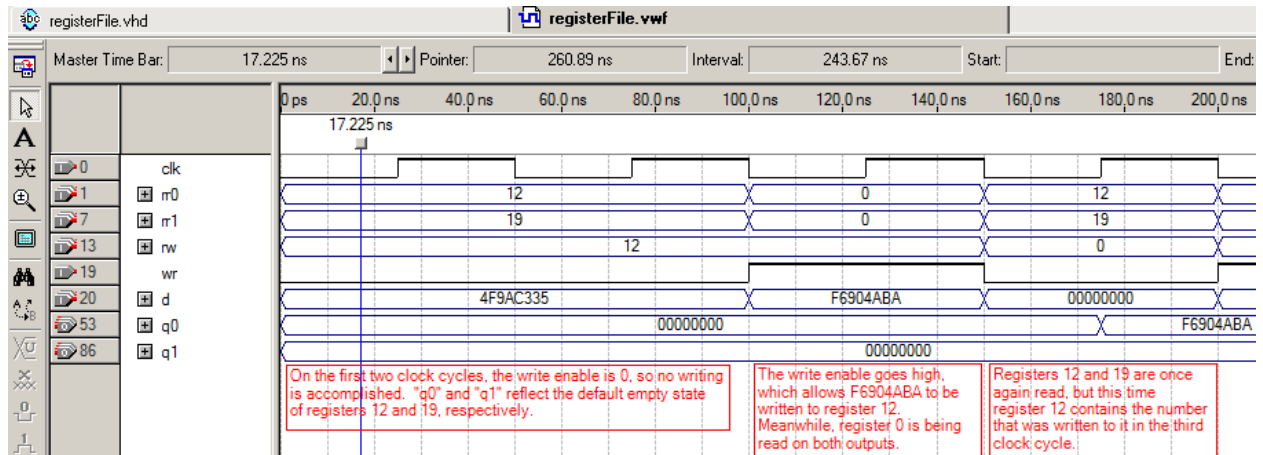 registerFile.vhd registerFile.vwf
Master Time Bar: 17.225 ns Pointer: 260.89 ns Interval: 243.67 ns Start: End:
0 ps 20.0 ns 40.0 ns 60.0 ns 80.0 ns 100.0 ns 120.0 ns 140.0 ns 160.0 ns 180.0 ns 200.0 ns
17.225 ns
0 clk
1 rr0 12 0 12
7 rr1 19 0 19
13 rw 12 0
19 wr
20 d 4F9AC335 F6904ABA 00000000
53 q0 00000000 F6904ABA
86 q1 00000000
On the first two clock cycles, the write enable is 0, so no writing
is accomplished. "q0" and "q1" reflect the default empty state
of registers 12 and 19, respectively.
The write enable goes high,
which allows F6904ABA to be
written to register 12.
Meanwhile, register 0 is being
read on both outputs.
Registers 12 and 19 are once
again read, but this time
register 12 contains the number
that was written to it in the third
clock cycle.